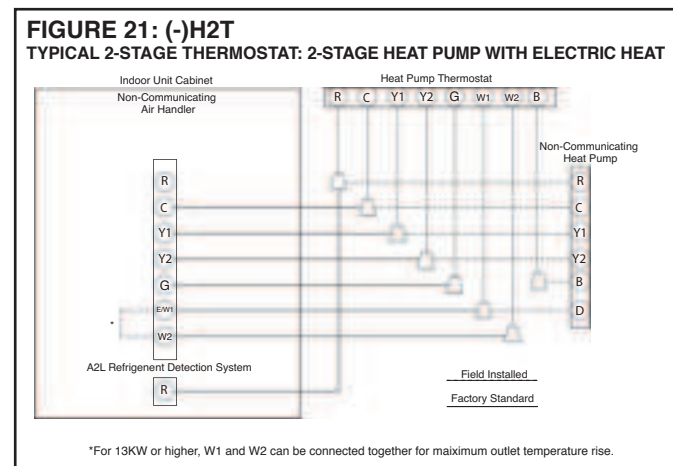 FIGURE 21: (-)H2T
TYPICAL 2-STAGE THERMOSTAT: 2-STAGE HEAT PUMP WITH ELECTRIC HEAT
Indoor Unit Cabinet
Heat Pump Thermostat
Non-Communicating
Air Handler
R C Y1 Y2 G W1 W2 B
Non-Communicating
Heat Pump
R
C
Y1
Y2
G
E/W1
W2
*
R
C
Y1
Y2
B
D
A2L Refrigenent Detection System
R
Field Installed
Factory Standard
*For 13KW or higher, W1 and W2 can be connected together for maiximum outlet temperature rise.